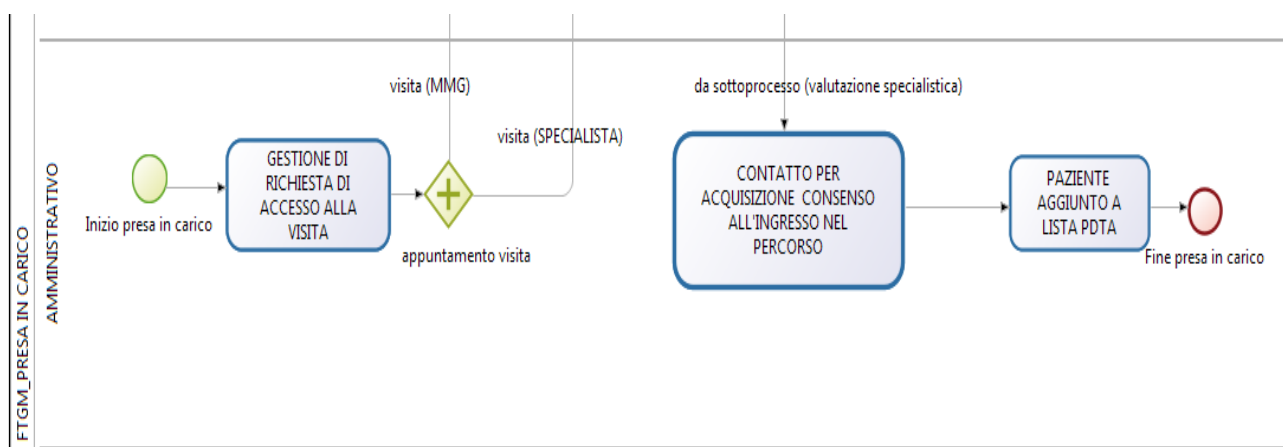 FTGM_PRESA IN CARICO
AMMINISTRATIVO
visita (MMG)
visita (SPECIALISTA)
da sottoprocesso (valutazione specialistica)
Inizio presa in carico
GESTIONE DI
RICHIESTA DI
ACCESSO ALLA
VISITA
appuntamento visita
CONTATTO PER
ACQUISIZIONE CONSENSO
ALL'INGRESSO NEL
PERCORSO
PAZIENTE
AGGIUNTO A
LISTA PDTA
Fine presa in carico